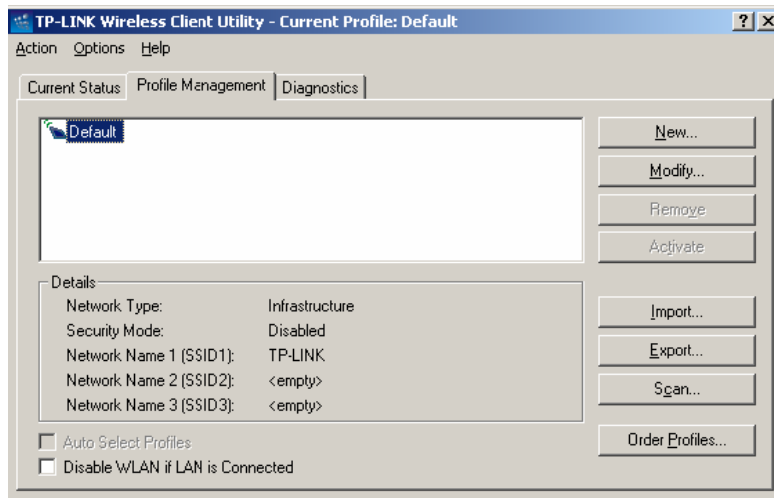 TP-LINK Wireless Client Utility - Current Profile: Default
Action Options Help
Current Status Profile Management Diagnostics
Default
New...
Modify...
Remove
Activate
Details
Network Type: Infrastructure
Security Mode: Disabled
Network Name 1 (SSID1): TP-LINK
Network Name 2 (SSID2): <empty>
Network Name 3 (SSID3): <empty>
Import...
Export...
Scan...
Order Profiles...
Auto Select Profiles
Disable WLAN if LAN is Connected